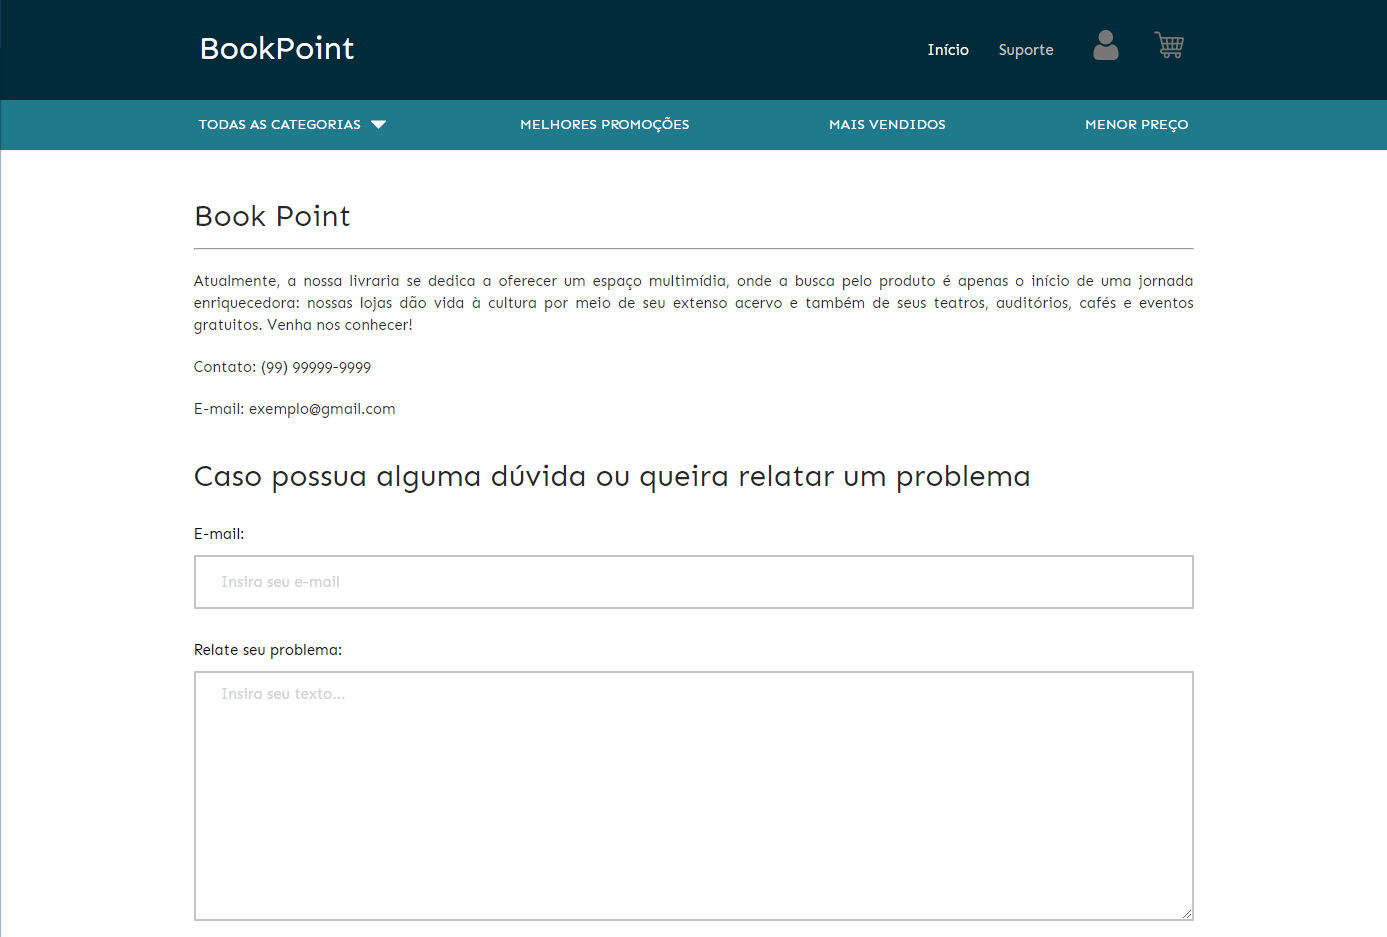 BookPoint
Início
Suporte
TODAS AS CATEGORIAS
MELHORES PROMOÇÕES
MAIS VENDIDOS
MENOR PREÇO
Book Point
Atualmente, a nossa livraria se dedica a oferecer um espaço multimídia, onde a busca pelo produto é apenas o início de uma jornada
enriquecedora: nossas lojas dão vida à cultura por meio de seu extenso acervo e também de seus teatros, auditórios, cafés e eventos
gratuitos. Venha nos conhecer!
Contato: (99) 99999-9999
E-mail: exemplo@gmail.com
Caso possua alguma dúvida ou queira relatar um problema
E-mail:
Insira seu e-mail
Relate seu problema:
Insira seu texto...